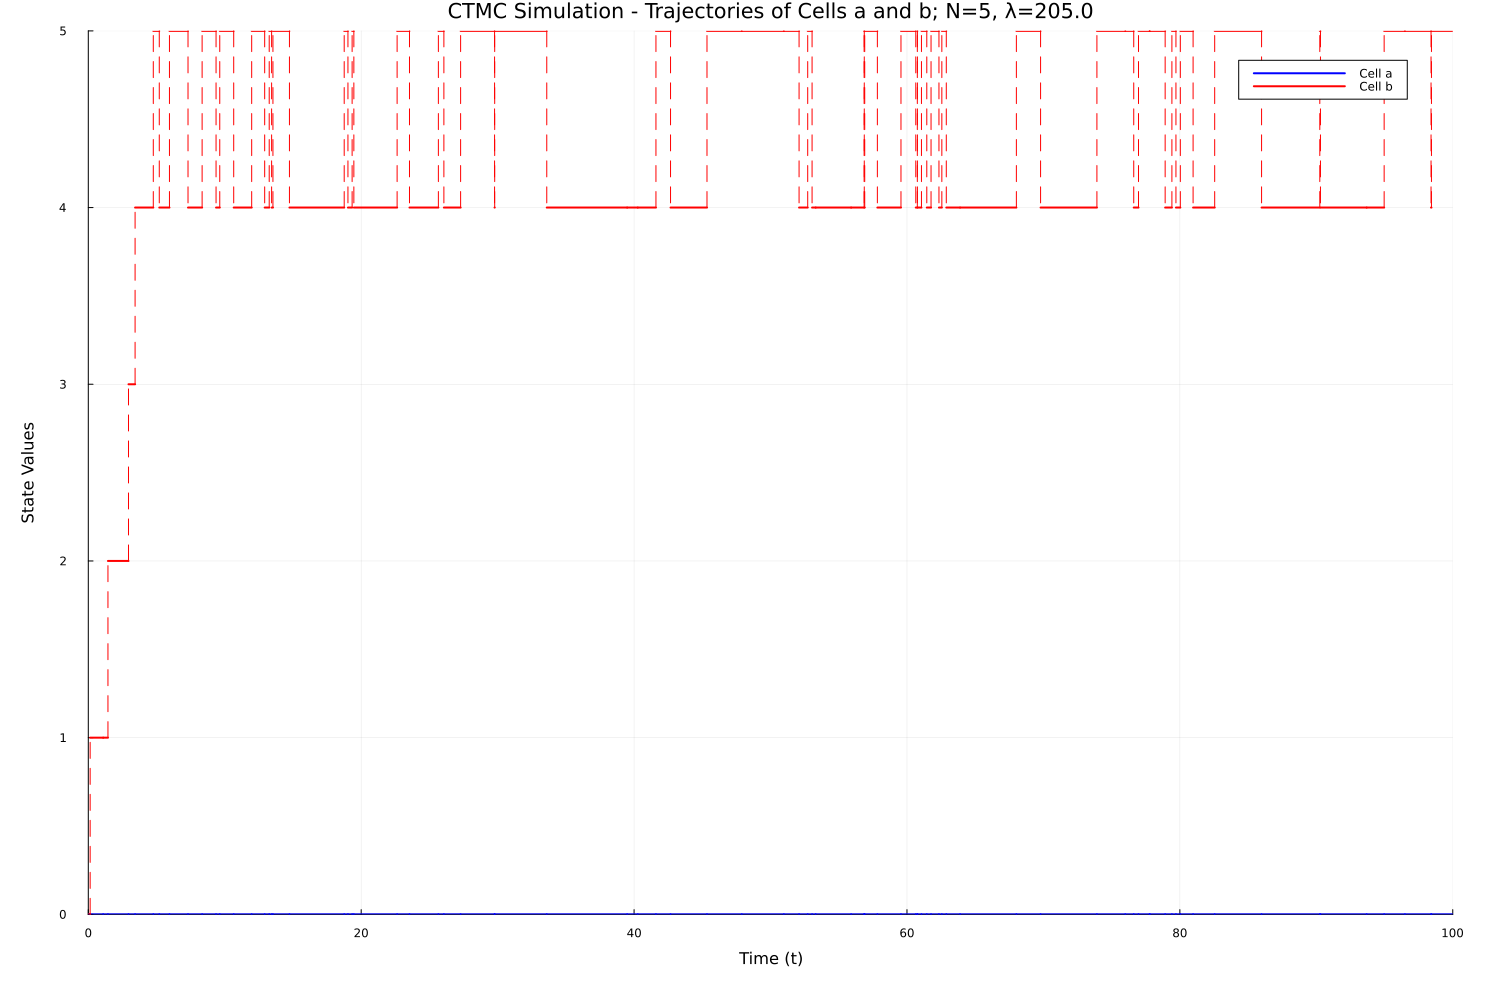 CTMC Simulation - Trajectories of Cells a and b; N=5, λ=205.0
5
Cell a
Cell b
4
3
State Values
2
1
0
0 20 40 60 80 100
Time (t)